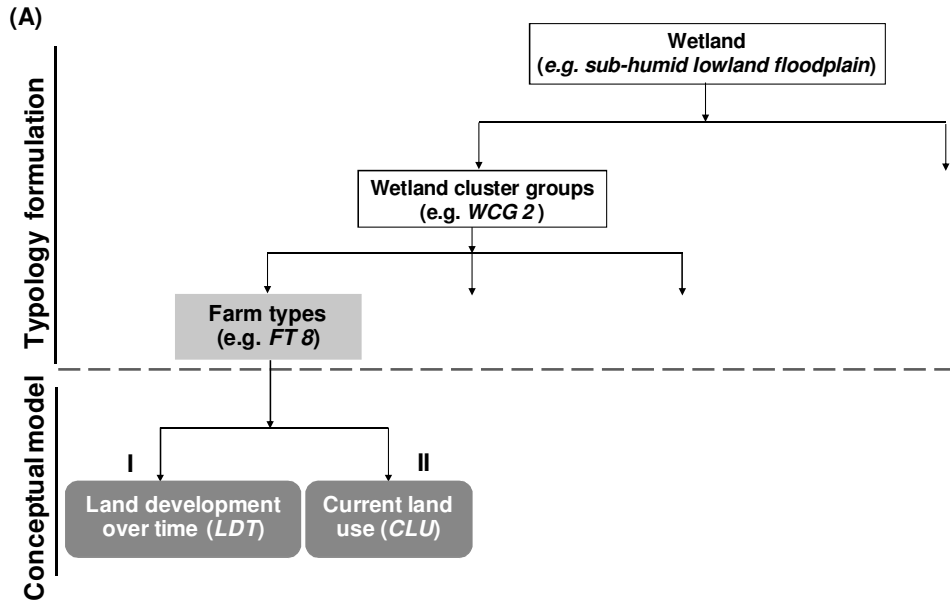 (A)
Wetland
(e.g. sub-humid lowland floodplain)
Typology formulation
Wetland cluster groups
(e.g. WCG 2 )
Farm types
(e.g. FT 8)
Conceptual model
I
II
Land development
over time (LDT)
Current land
use (CLU)